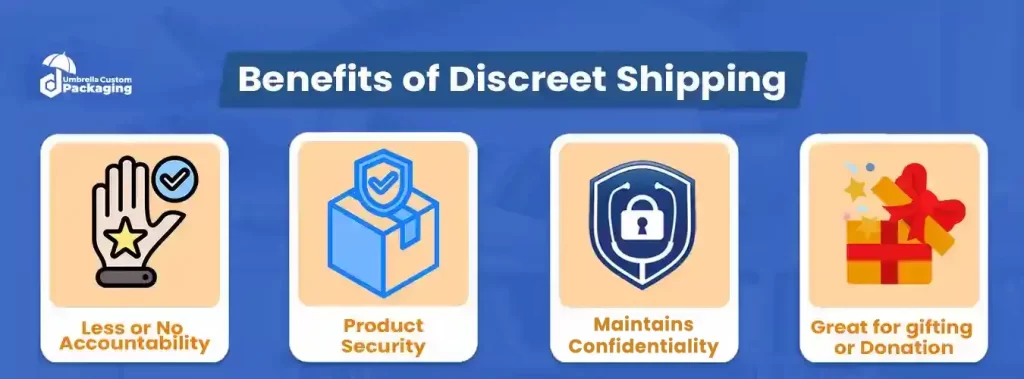 Umbrella Custom
Packaging
Benefits of Discreet Shipping
Less or No
Accountability
Product
Security
Maintains
Confidentiality
Great for gifting
or Donation